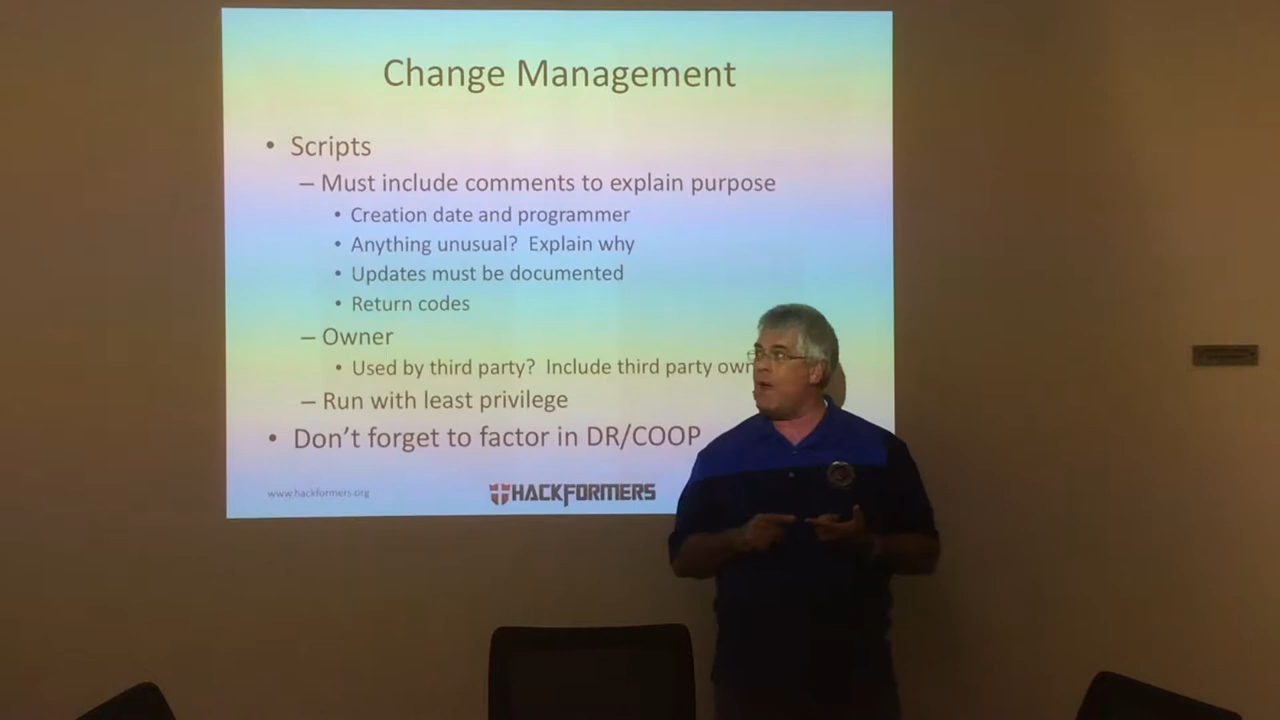 Change Management
• Scripts
– Must include comments to explain purpose
• Creation date and programmer
• Anything unusual? Explain why
• Updates must be documented
• Return codes
– Owner
• Used by third party? Include third party
– Run with least privilege
• Don't forget to factor in DR/COOP
www.hackformers.org
HACKFORMERS